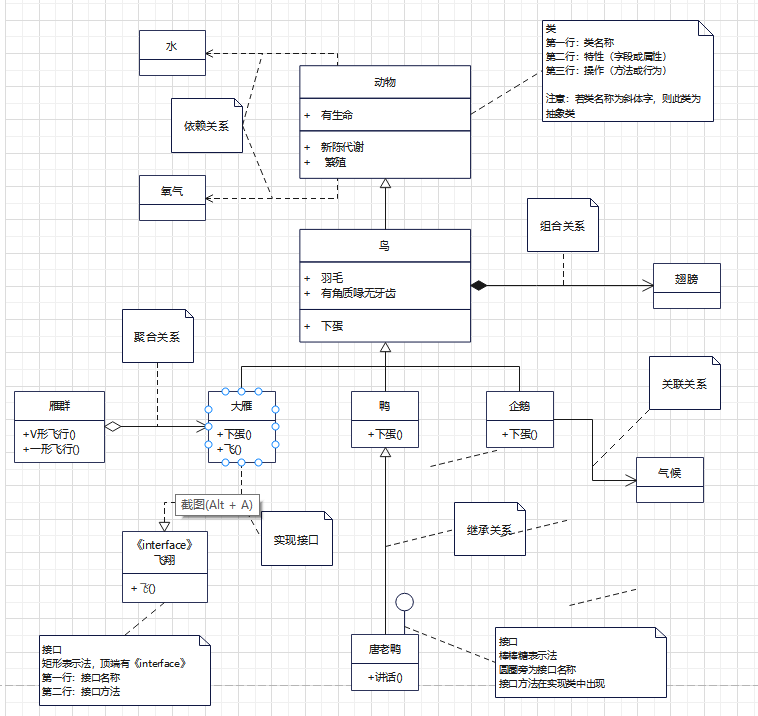 水
类
第一行：类名称
第二行：特性（字段或属性）
第三行：操作（方法或行为）
注意：若类名称为斜体字，则此类为
抽象类
动物
+ 有生命
+ 新陈代谢
+ 繁殖
依赖关系
氧气
组合关系
鸟
+ 羽毛
+ 有角质喙无牙齿
+ 下蛋
翅膀
聚合关系
关联关系
雁群
+V形飞行()
+一形飞行()
大雁
+下蛋()
+飞()
鸭
+下蛋()
企鹅
+下蛋()
气候
截图(Alt + A)
实现接口
继承关系
《interface》
飞翔
+ 飞()
接口
矩形表示法，顶端有《interface》
第一行：接口名称
第二行：接口方法
唐老鸭
+讲话()
接口
棒棒糖表示法
圆圈旁为接口名称
接口方法在实现类中出现